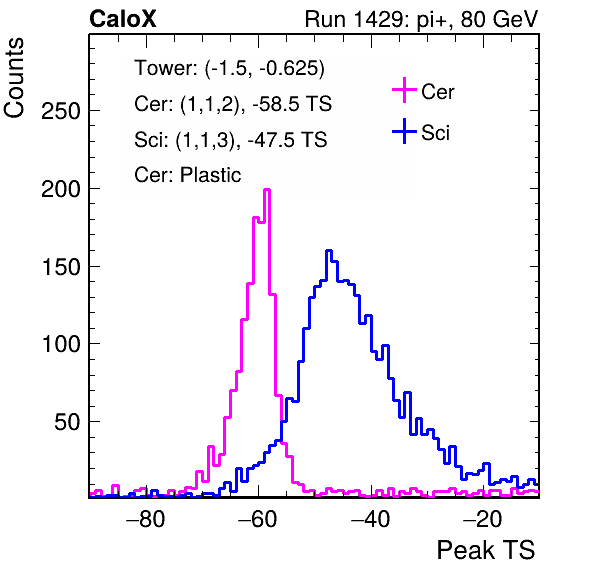 CaloX Run 1429: pi+, 80 GeV
Counts
Tower: (-1.5, -0.625)
Cer: (1,1,2), -58.5 TS
Sci: (1,1,3), -47.5 TS
Cer: Plastic
Cer
Sci
250
200
150
100
50
−80 −60 −40 −20
Peak TS